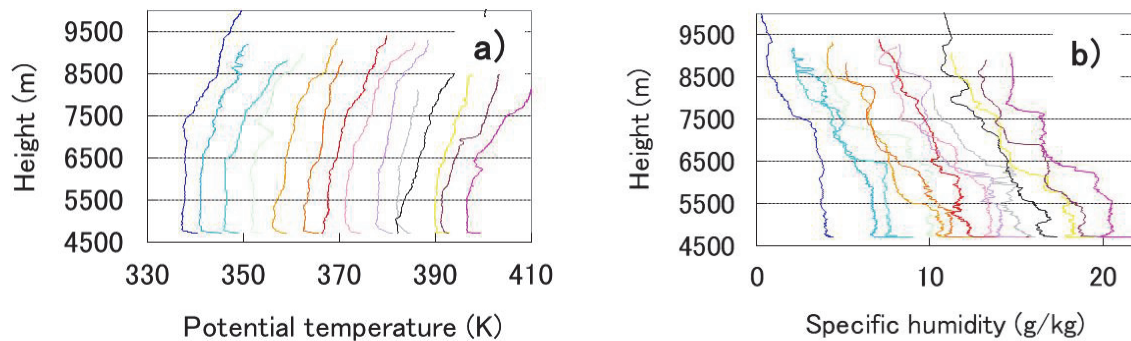 a)
9500
8500
7500
6500
5500
4500
Height (m)
330 350 370 390 410
Potential temperature (K)
b)
9500
8500
7500
6500
5500
4500
Height (m)
0 10 20
Specific humidity (g/kg)